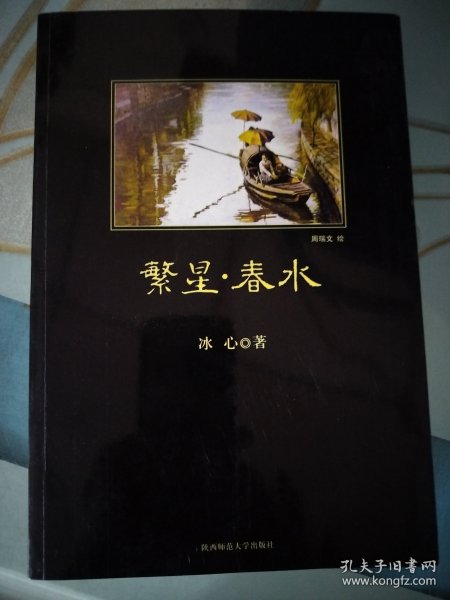 周瑞文 绘
繁星·春水
冰 心◎著
陕西师范大学出版社
孔夫子旧书网
www.kongfz.com